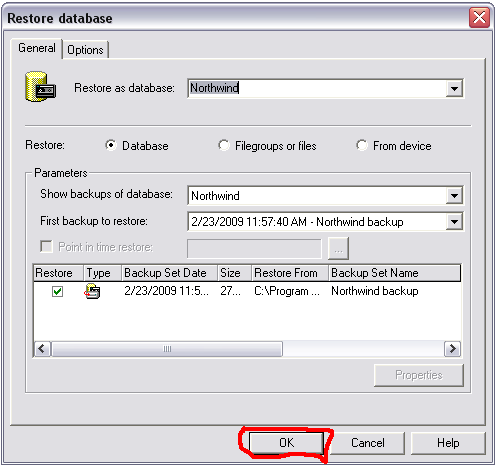 Restore database
General Options
Restore as database: Northwind
Restore: Database Filegroups or files From device
Parameters
Show backups of database: Northwind
First backup to restore: 2/23/2009 11:57:40 AM - Northwind backup
Point in time restore: ...
Restore Type Backup Set Date Size Restore From Backup Set Name
2/23/2009 11:5... 27... C:\Program ... Northwind backup
Properties
OK Cancel Help